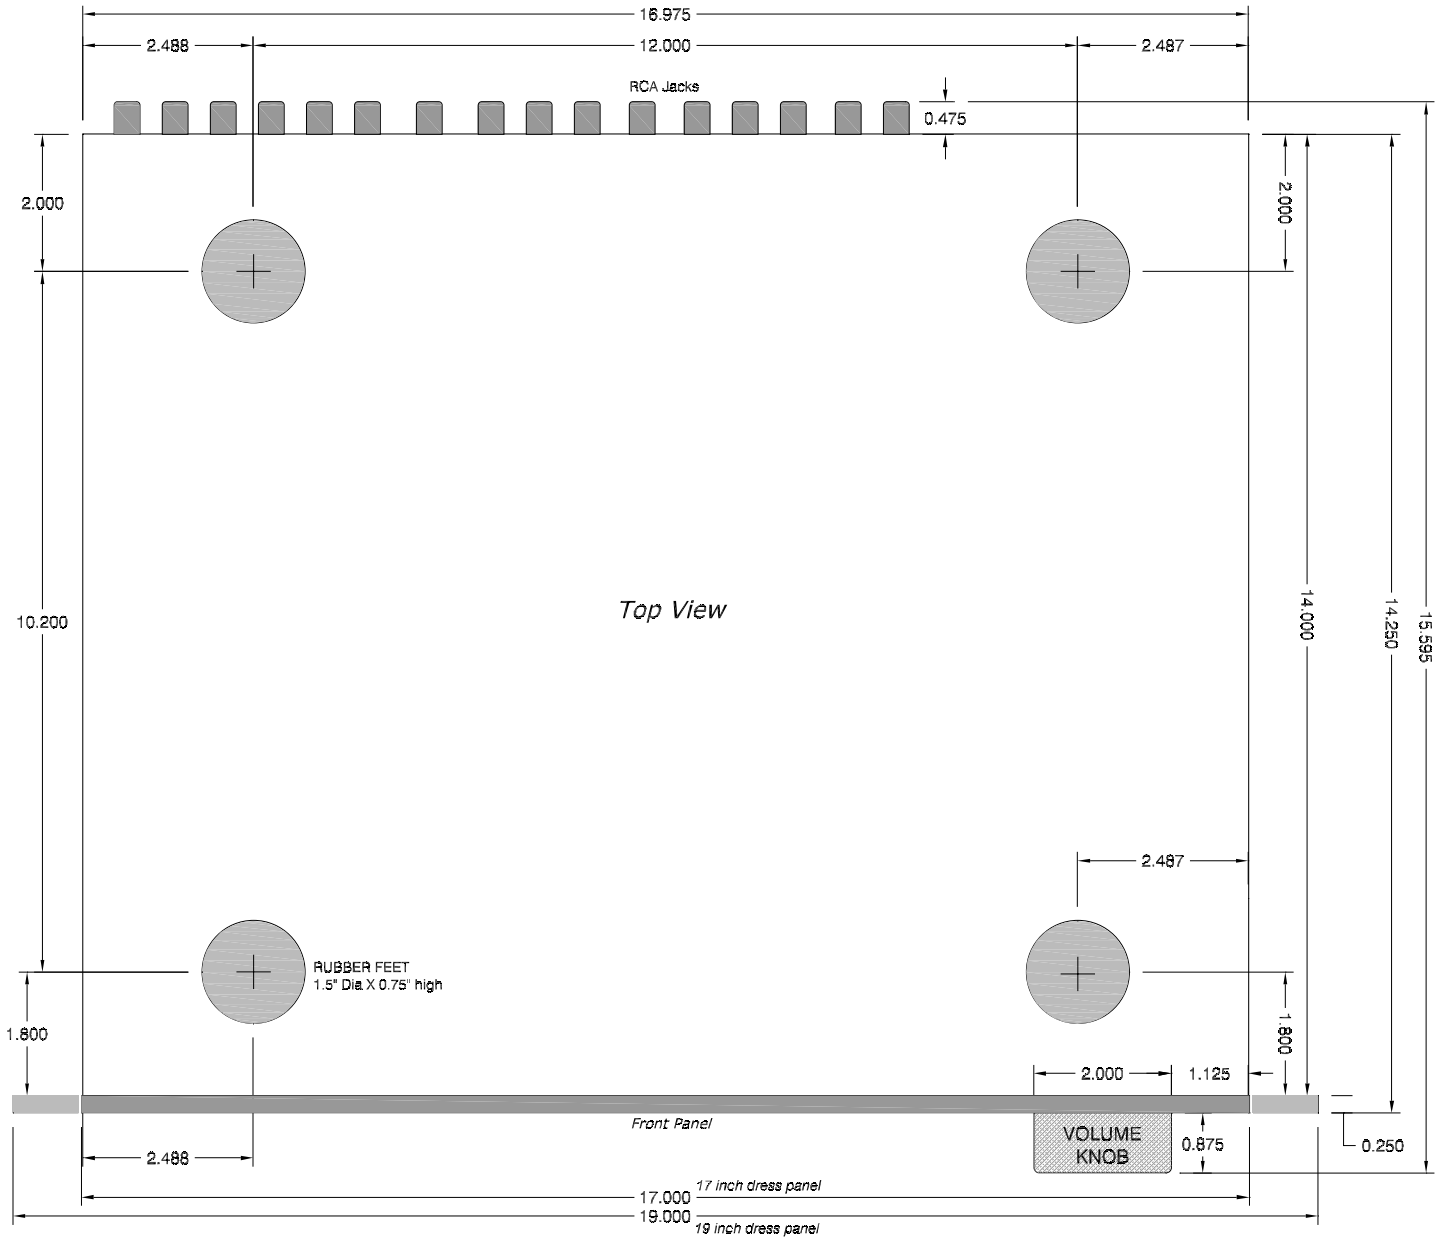 16.975
2.488
12.000
2.487
RCA Jacks
0.475
2.000
2.000
10.200
Top View
14.000
14.250
15.595
2.487
RUBBER FEET
1.5" Dia X 0.75" high
1.800
1.800
2.000
1.125
Front Panel
VOLUME
KNOB
0.875
0.250
2.488
17 inch dress panel
17.000
19.000
19 inch dress panel